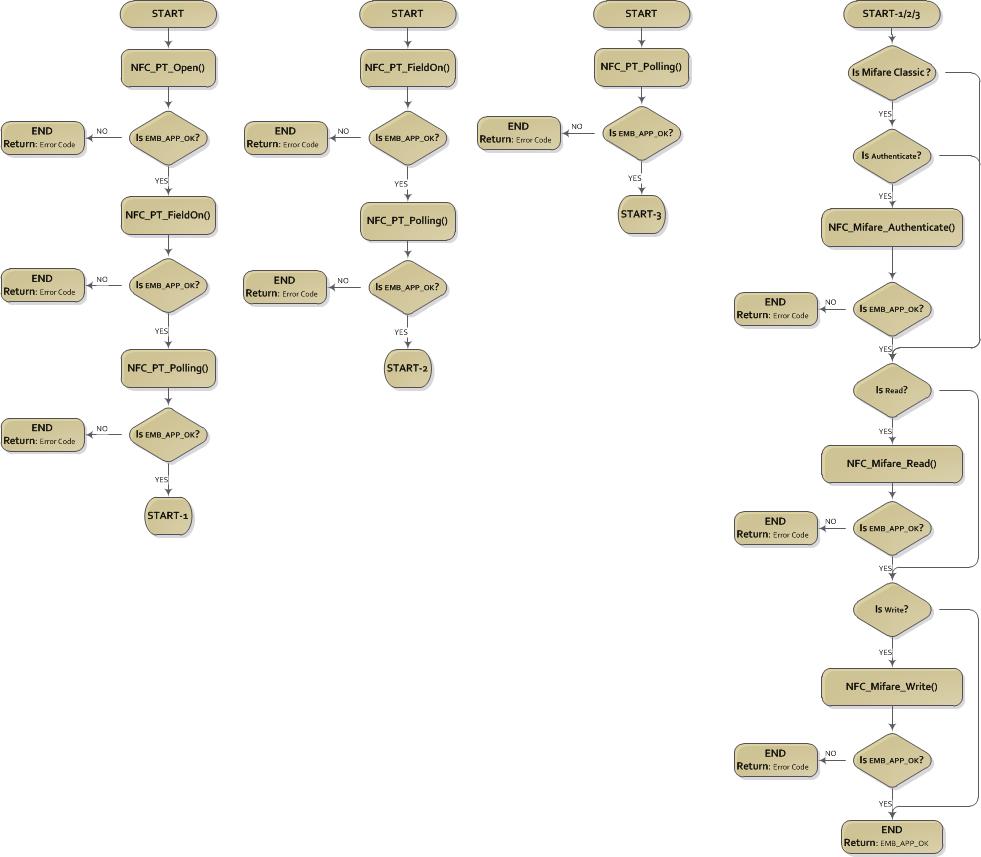 START
NFC_PT_Open()
Is EMB_APP_OK?
NO
END
Return: Error Code
YES
NFC_PT_FieldOn()
Is EMB_APP_OK?
NO
END
Return: Error Code
YES
NFC_PT_Polling()
Is EMB_APP_OK?
NO
END
Return: Error Code
YES
START-1
START
NFC_PT_FieldOn()
Is EMB_APP_OK?
NO
END
Return: Error Code
YES
NFC_PT_Polling()
Is EMB_APP_OK?
NO
END
Return: Error Code
YES
START-2
START
NFC_PT_Polling()
Is EMB_APP_OK?
NO
END
Return: Error Code
YES
START-3
START-1/2/3
Is Mifare Classic ?
YES
Is Authenticate?
YES
NFC_Mifare_Authenticate()
Is EMB_APP_OK?
NO
END
Return: Error Code
YES
Is Read?
YES
NFC_Mifare_Read()
Is EMB_APP_OK?
NO
END
Return: Error Code
YES
Is Write?
YES
NFC_Mifare_Write()
Is EMB_APP_OK?
NO
END
Return: Error Code
YES
END
Return: EMB_APP_OK